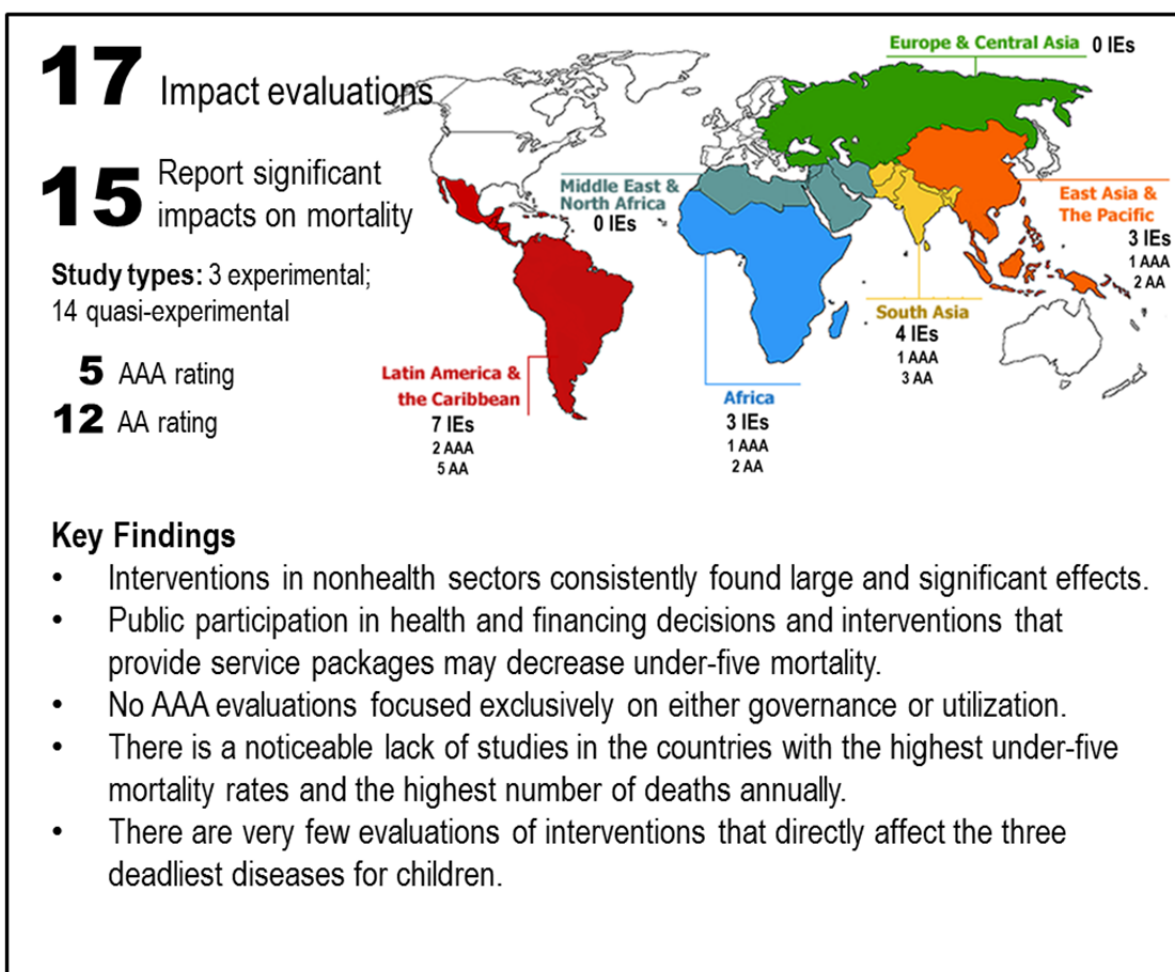 17 Impact evaluations
15 Report significant
impacts on mortality
Study types: 3 experimental;
14 quasi-experimental
5 AAA rating
12 AA rating
Europe & Central Asia 0 IEs
Middle East &
North Africa
0 IEs
East Asia &
The Pacific
3 IEs
1 AAA
2 AA
South Asia
4 IEs
1 AAA
3 AA
Latin America &
the Caribbean
7 IEs
2 AAA
5 AA
Africa
3 IEs
1 AAA
2 AA
Key Findings
• Interventions in nonhealth sectors consistently found large and significant effects.
• Public participation in health and financing decisions and interventions that
provide service packages may decrease under-five mortality.
• No AAA evaluations focused exclusively on either governance or utilization.
• There is a noticeable lack of studies in the countries with the highest under-five
mortality rates and the highest number of deaths annually.
• There are very few evaluations of interventions that directly affect the three
deadliest diseases for children.